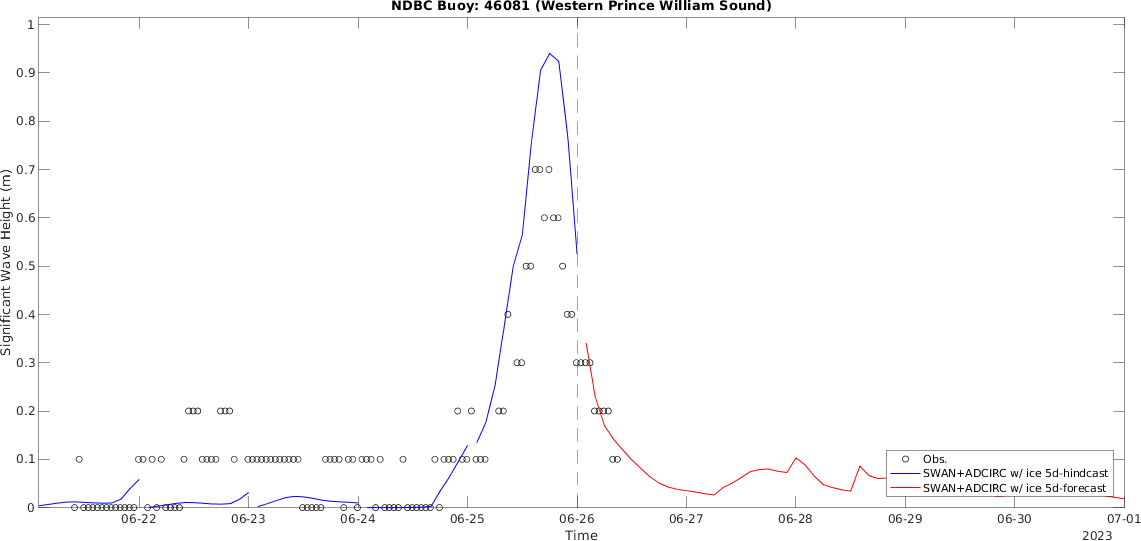 NDBC Buoy: 46081 (Western Prince William Sound)
1
0.9
0.8
0.7
0.6
0.5
0.4
0.3
0.2
0.1
0
Significant Wave Height (m)
Obs.
SWAN+ADCIRC w/ ice 5d-hindcast
SWAN+ADCIRC w/ ice 5d-forecast
06-22 06-23 06-24 06-25 06-26 06-27 06-28 06-29 06-30 07-01
Time
2023